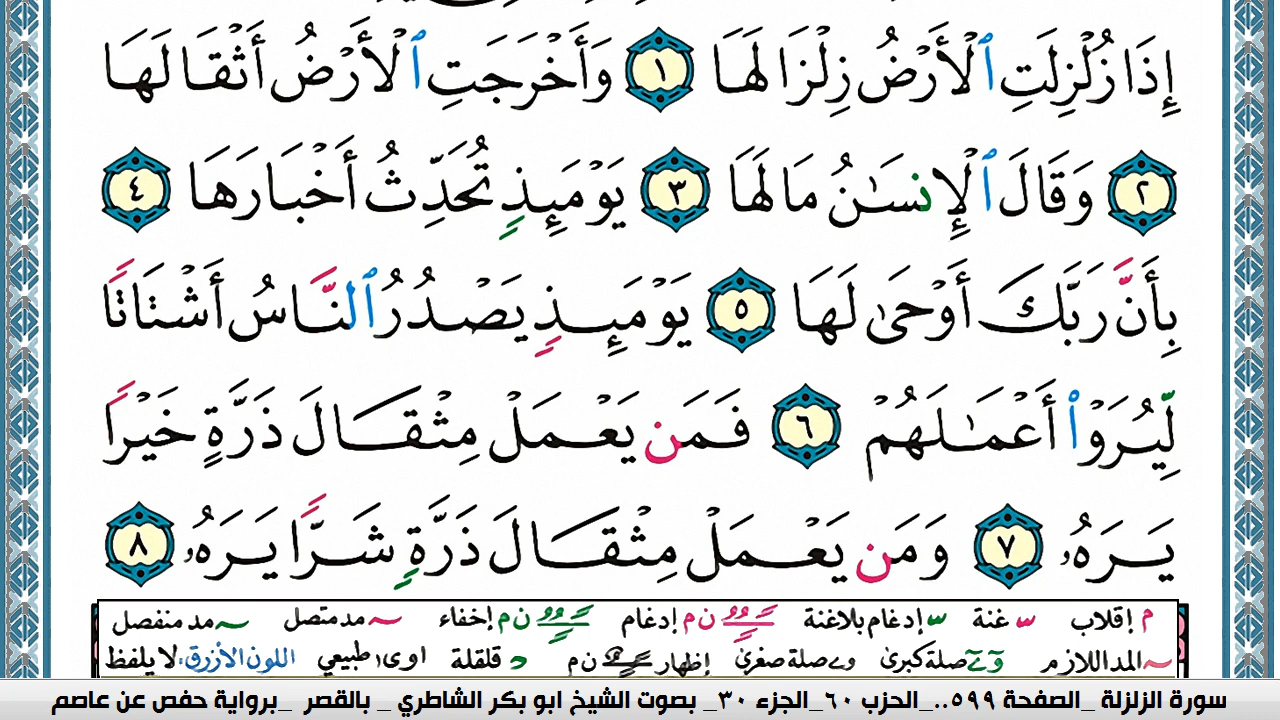 إِذَا زُلْزِلَتِ ٱلْأَرْضُ زِلْزَالَهَا ١ وَأَخْرَجَتِ ٱلْأَرْضُ أَثْقَالَهَا
٢ وَقَالَ ٱلْإِنسَـٰنُ مَا لَهَا ٣ يَوْمَئِذٍ تُحَدِّثُ أَخْبَارَهَا ٤
بِأَنَّ رَبَّكَ أَوْحَىٰ لَهَا ٥ يَوْمَئِذٍ يَصْدُرُ ٱلنَّاسُ أَشْتَاتًا
لِّيُرَوْا۟ أَعْمَـٰلَهُمْ ٦ فَمَن يَعْمَلْ مِثْقَالَ ذَرَّةٍ خَيْرًا
يَرَهُۥ ٧ وَمَن يَعْمَلْ مِثْقَالَ ذَرَّةٍ شَرًّا يَرَهُۥ ٨
م إقلاب س غنة س إدغام بلاغنة ن م إدغام ن م إخفاء مد متصل مد منفصل
المد اللازم صلة كبرى صلة صغرى إظهار ن م قلقلة د اوى طبيعي اللون الأزرق: لا يلفظ
سورة الزلزلة _الصفحة ٥٩٩.._الحزب ٦٠_الجزء ٣٠_ بصوت الشيخ ابو بكر الشاطري _ بالقصر _برواية حفص عن عاصم